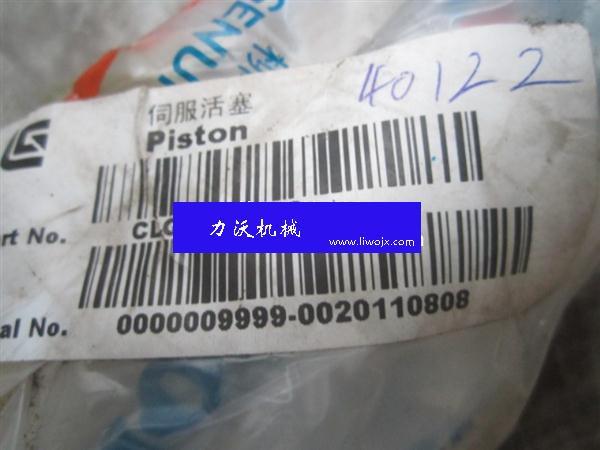 GENUI
40122
伺服活塞
Piston
rt No. CLG
力沃机械
www.liwojx.com
al No. 0000009999-0020110808